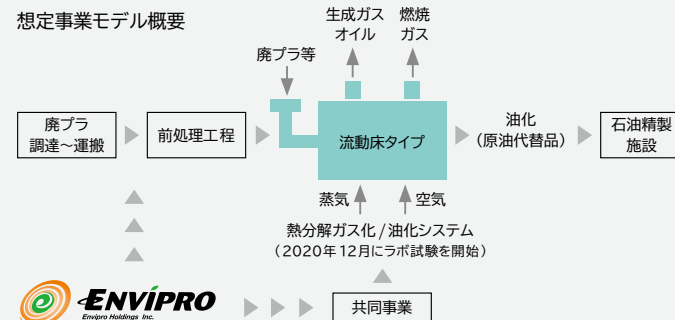 想定事業モデル概要
生成ガス
オイル
燃焼
ガス
廃プラ等
廃プラ
調達～運搬
前処理工程
流動床タイプ
油化
（原油代替品）
石油精製
施設
蒸気
空気
熱分解ガス化/油化システム
（2020年12月にラボ試験を開始）
ENVIPRO
Envipro Holdings Inc.
共同事業